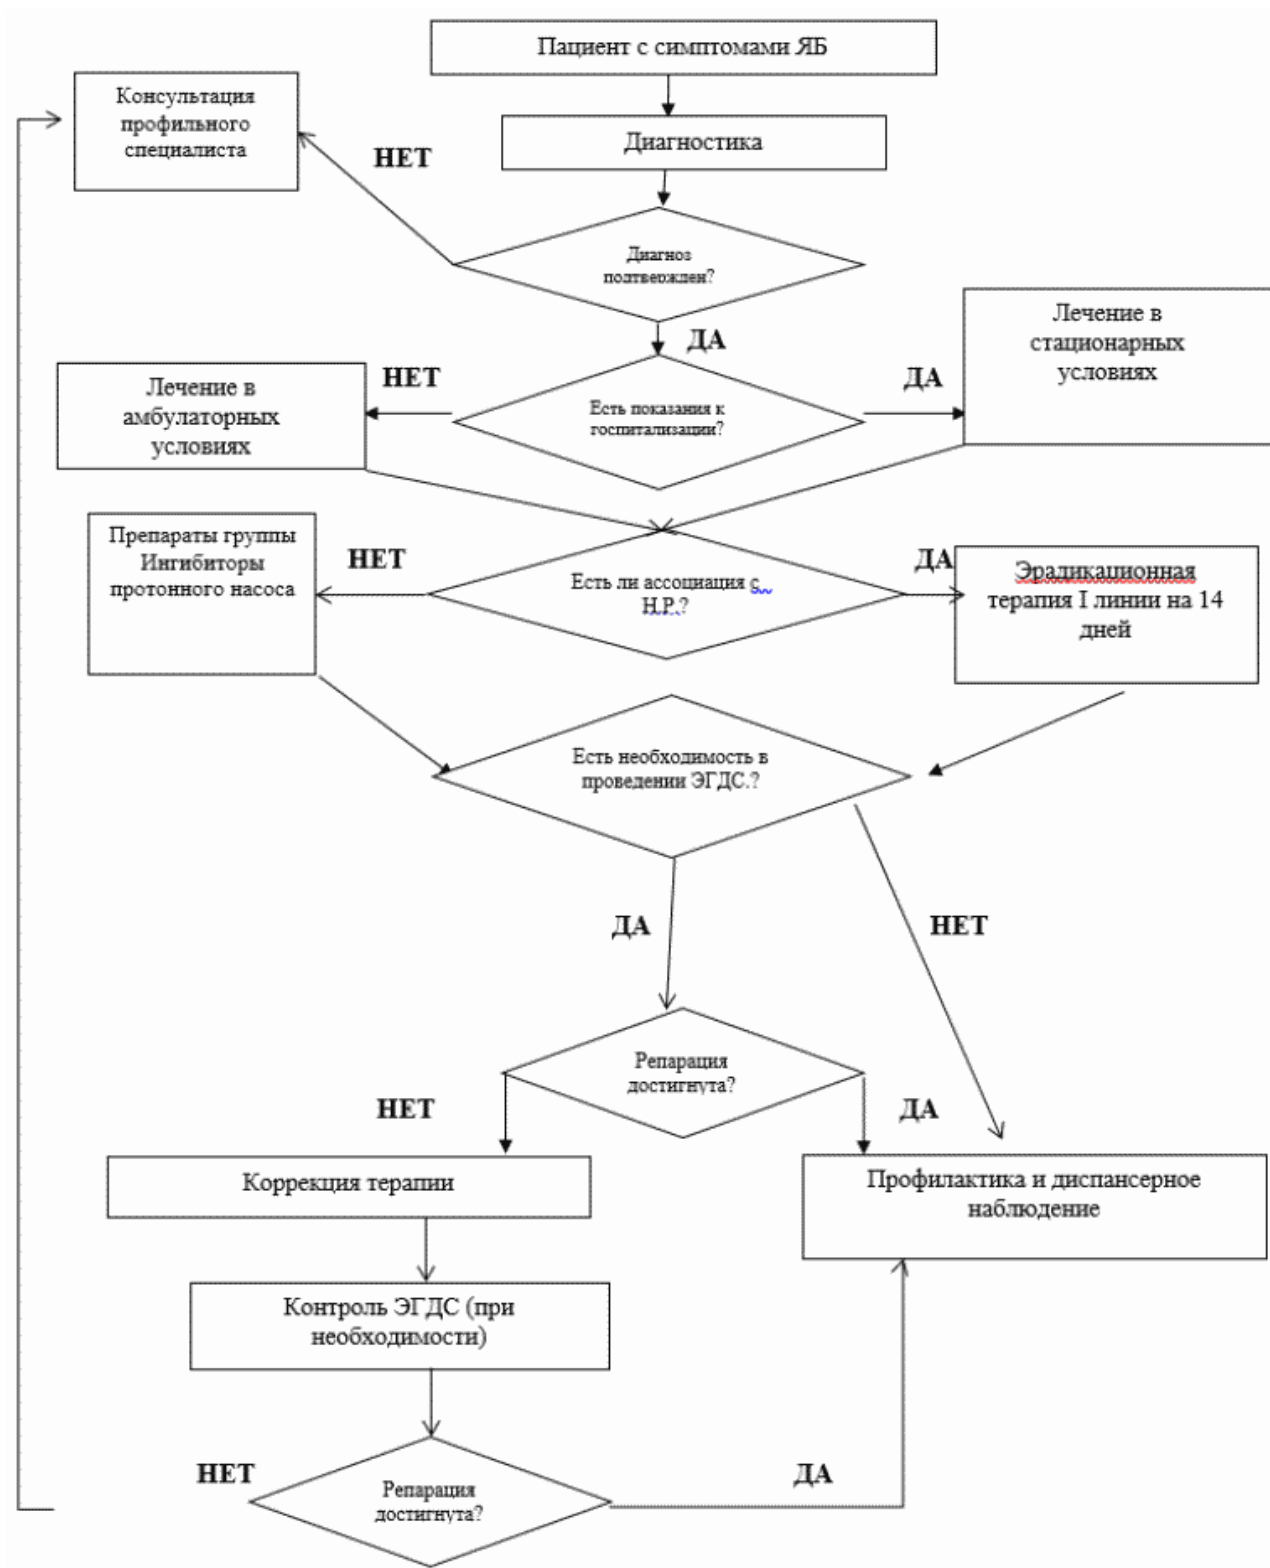 Пациент с симптомами ЯБ
Консультация
профильного
специалиста
Диагностика
НЕТ
Диагноз
подтвержден?
ДА
Лечение в
стационарных
условиях
Лечение в
амбулаторных
условиях
НЕТ
Есть показания к
госпитализации?
ДА
Препараты группы
Ингибиторы
протонного насоса
НЕТ
Есть ли ассоциация с
Н.Р.?
ДА
Эрадикационная
терапия I линии на 14
дней
Есть необходимость в
проведении ЭГДС.?
ДА
НЕТ
Репарация
достигнута?
НЕТ
ДА
Коррекция терапии
Профилактика и диспансерное
наблюдение
Контроль ЭГДС (при
необходимости)
НЕТ
Репарация
достигнута?
ДА